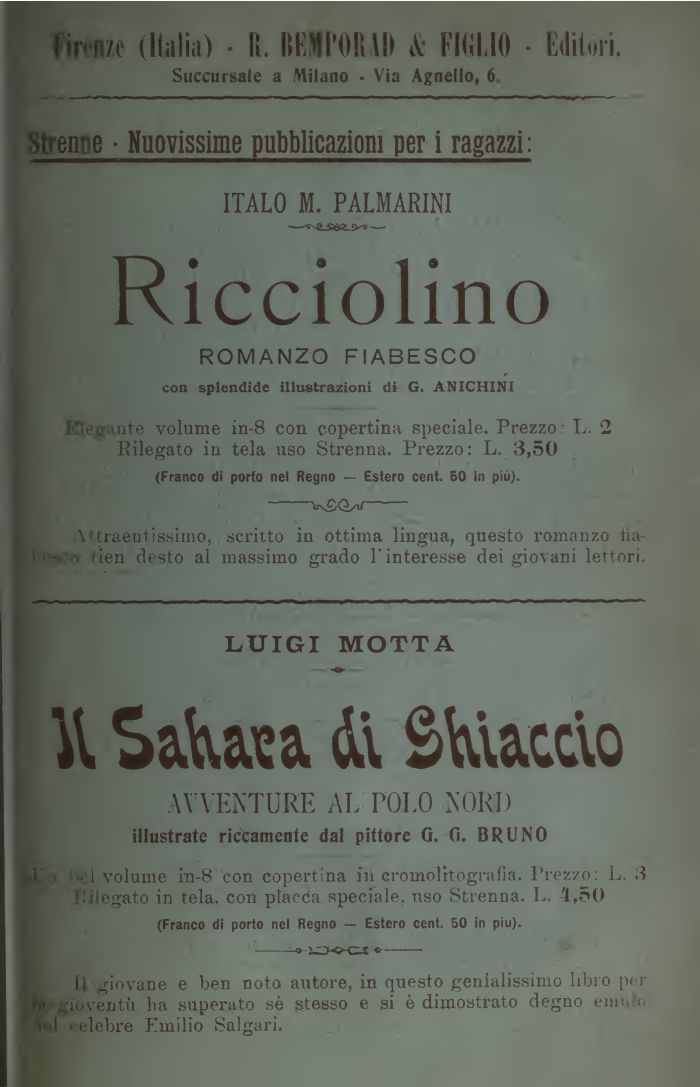 Firenze (Italia) - R. BEMPORAD & FIGLIO - Editori.
Succursale a Milano - Via Agnello, 6.
Strenne - Nuovissime pubblicazioni per i ragazzi:
ITALO M. PALMARINI
Ricciolino
ROMANZO FIABESCO
con splendide illustrazioni di G. ANICHINI
Elegante volume in-8 con copertina speciale. Prezzo: L. 2
Rilegato in tela uso Strenna. Prezzo: L. 3,50
(Franco di porto nel Regno — Estero cent. 50 in più).
Attraentissimo, scritto in ottima lingua, questo romanzo fia-
besco tien desto al massimo grado l'interesse dei giovani lettori.
LUIGI MOTTA
Il Sahara di Ghiaccio
AVVENTURE AL POLO NORD
illustrate riccamente dal pittore G. G. BRUNO
Un bel volume in-8 con copertina in cromolitografia. Prezzo: L. 3
Rilegato in tela, con placca speciale, uso Strenna. L. 4,50
(Franco di porto nel Regno — Estero cent. 50 in piu).
Il giovane e ben noto autore, in questo genialissimo libro per
la gioventù ha superato sè stesso e si è dimostrato degno emulo
del celebre Emilio Salgari.